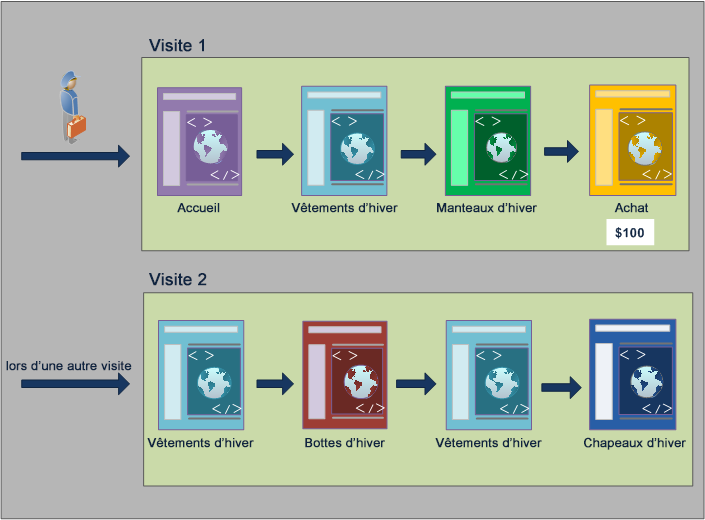 Visite 1
< >
</>
< >
</>
< >
</>
< >
</>
Accueil
Vêtements d'hiver
Manteaux d'hiver
Achat
$100
Visite 2
lors d'une autre visite
< >
</>
< >
</>
< >
</>
< >
</>
Vêtements d'hiver
Bottes d'hiver
Vêtements d'hiver
Chapeaux d'hiver